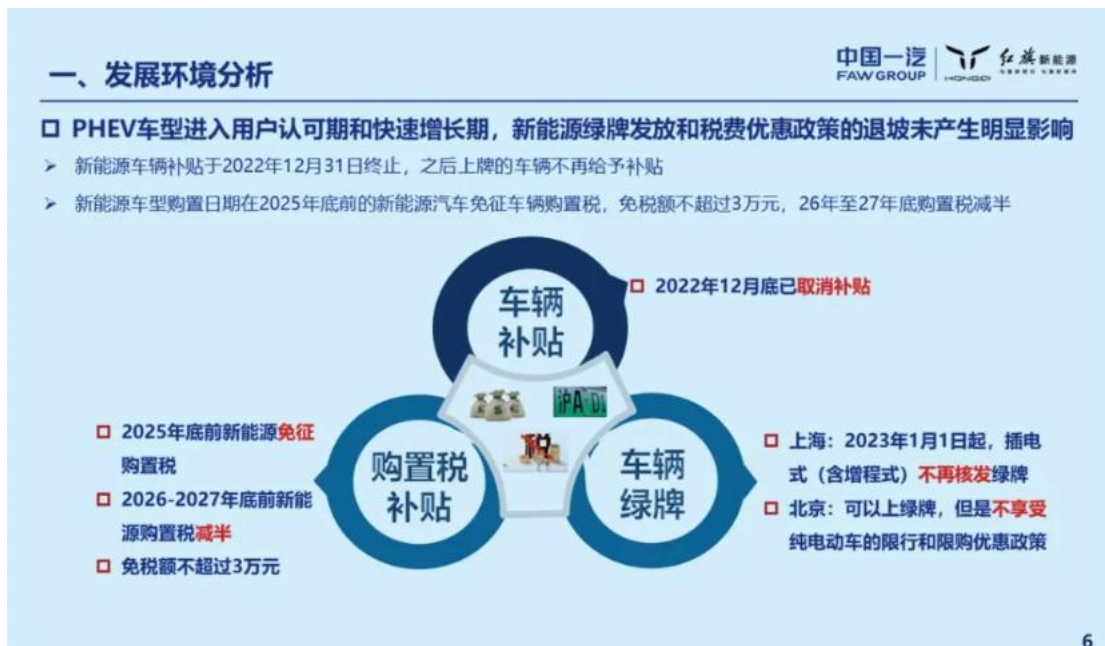 一、发展环境分析
中国一汽
FAW GROUP
HONGQI
红旗新能源
PHEV车型进入用户认可期和快速增长期，新能源绿牌发放和税费优惠政策的退坡未产生明显影响
新能源车辆补贴于2022年12月31日终止，之后上牌的车辆不再给予补贴
新能源车型购置日期在2025年底前的新能源汽车免征车辆购置税，免税额不超过3万元，26年至27年底购置税减半
车辆
补贴
2022年12月底已取消补贴
沪A·D1
税
2025年底前新能源免征
购置税
2026-2027年底前新能
源购置税减半
免税额不超过3万元
购置税
补贴
车辆
绿牌
上海：2023年1月1日起，插电
式（含增程式）不再核发绿牌
北京：可以上绿牌，但是不享受
纯电动车的限行和限购优惠政策
6